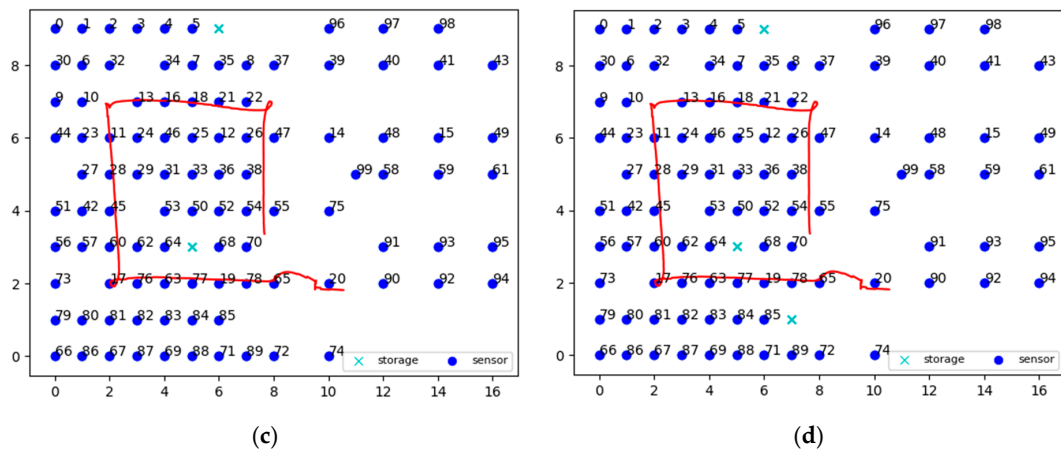 0 1 2 3 4 5 96 97 98
8 30 6 32 34 7 35 8 37 39 40 41 43
9 10 13 16 18 21 22
6 44 23 11 24 46 25 12 26 47 14 48 15 49
27 28 29 31 33 36 38 99 58 59 61
4 51 42 45 53 50 52 54 55 75
56 57 60 62 64 68 70 91 93 95
2 73 17 76 63 77 19 78 65 20 90 92 94
79 80 81 82 83 84 85
0 66 86 67 87 69 88 71 89 72 74
storage sensor
0 2 4 6 8 10 12 14 16
(c)
0 1 2 3 4 5 96 97 98
8 30 6 32 34 7 35 8 37 39 40 41 43
9 10 13 16 18 21 22
6 44 23 11 24 46 25 12 26 47 14 48 15 49
27 28 29 31 33 36 38 99 58 59 61
4 51 42 45 53 50 52 54 55 75
56 57 60 62 64 68 70 91 93 95
2 73 17 76 63 77 19 78 65 20 90 92 94
79 80 81 82 83 84 85
0 66 86 67 87 69 88 71 89 72 74
storage sensor
0 2 4 6 8 10 12 14 16
(d)